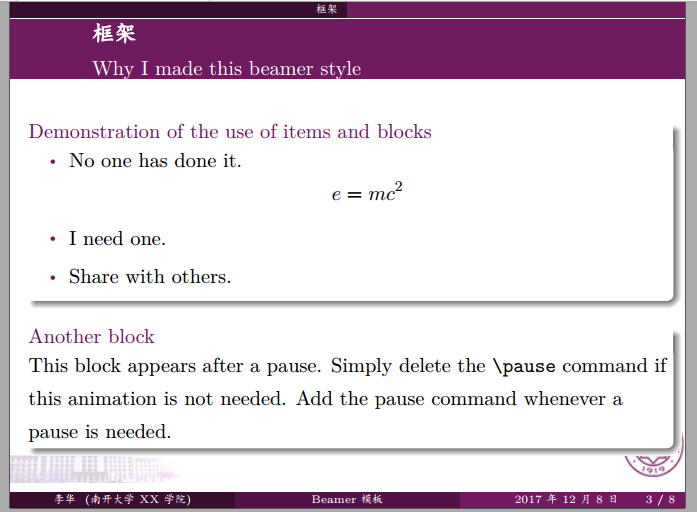 框架
框架
Why I made this beamer style
Demonstration of the use of items and blocks
• No one has done it.
e = mc²
• I need one.
• Share with others.
Another block
This block appears after a pause. Simply delete the \pause command if
this animation is not needed. Add the pause command whenever a
pause is needed.
1919
李华 (南开大学 XX 学院)
Beamer 模板
2017 年 12 月 8 日
3 / 8